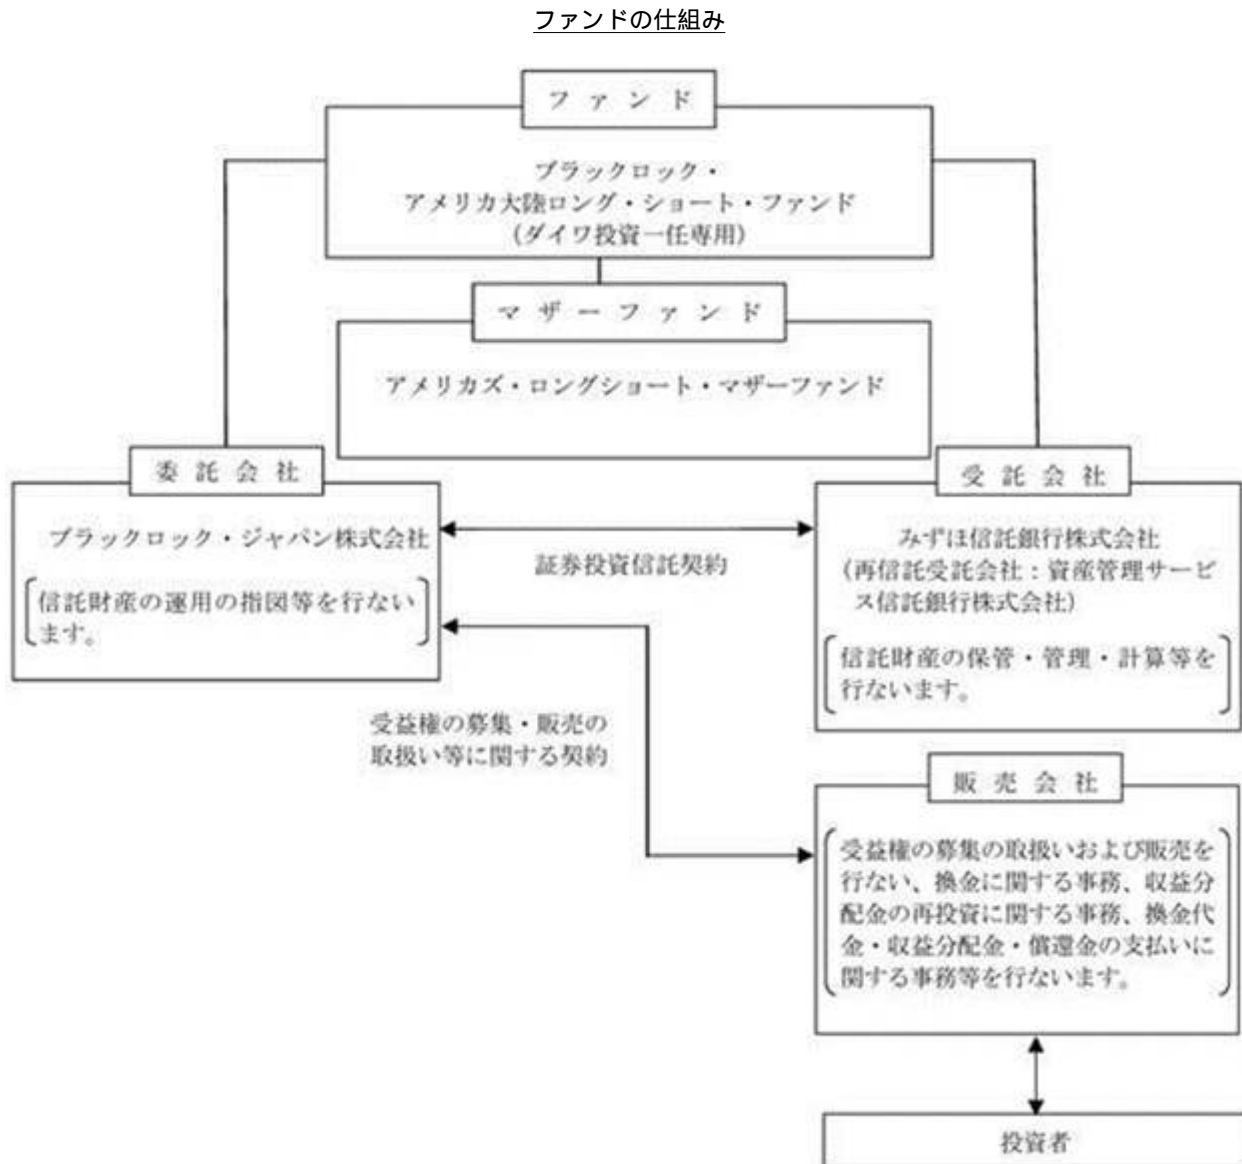 ファンドの仕組み
ファンド
ブラックロック・
アメリカ大陸ロング・ショート・ファンド
(ダイワ投資一任専用)
マザーファンド
アメリカズ・ロングショート・マザーファンド
委託会社
ブラックロック・ジャパン株式会社
信託財産の運用の指図等を行ない
ます。
証券投資信託契約
受託会社
みずほ信託銀行株式会社
(再信託受託会社：資産管理サービ
ス信託銀行株式会社)
信託財産の保管・管理・計算等を
行ないます。
受益権の募集・販売の
取扱い等に関する契約
販売会社
受益権の募集の取扱いおよび販売を
行ない、換金に関する事務、収益分
配金の再投資に関する事務、換金代
金・収益分配金・償還金の支払いに
関する事務等を行ないます。
投資者